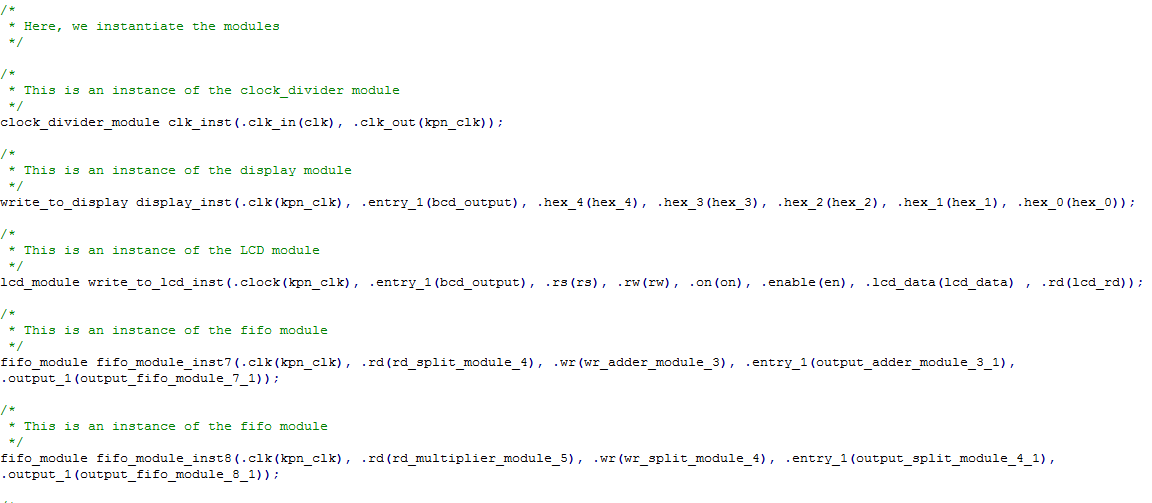 /*
 * Here, we instantiate the modules
 */
/*
 * This is an instance of the clock_divider module
 */
clock_divider_module clk_inst(.clk_in(clk), .clk_out(kpn_clk));
/*
 * This is an instance of the display module
 */
write_to_display display_inst(.clk(kpn_clk), .entry_1(bcd_output), .hex_4(hex_4), .hex_3(hex_3), .hex_2(hex_2), .hex_1(hex_1), .hex_0(hex_0));
/*
 * This is an instance of the LCD module
 */
lcd_module write_to_lcd_inst(.clock(kpn_clk), .entry_1(bcd_output), .rs(rs), .rw(rw), .on(on), .enable(en), .lcd_data(lcd_data) , .rd(lcd_rd));
/*
 * This is an instance of the fifo module
 */
fifo_module fifo_module_inst7(.clk(kpn_clk), .rd(rd_split_module_4), .wr(wr_adder_module_3), .entry_1(output_adder_module_3_1),
.output_1(output_fifo_module_7_1));
/*
 * This is an instance of the fifo module
 */
fifo_module fifo_module_inst8(.clk(kpn_clk), .rd(rd_multiplier_module_5), .wr(wr_split_module_4), .entry_1(output_split_module_4_1),
.output_1(output_fifo_module_8_1));